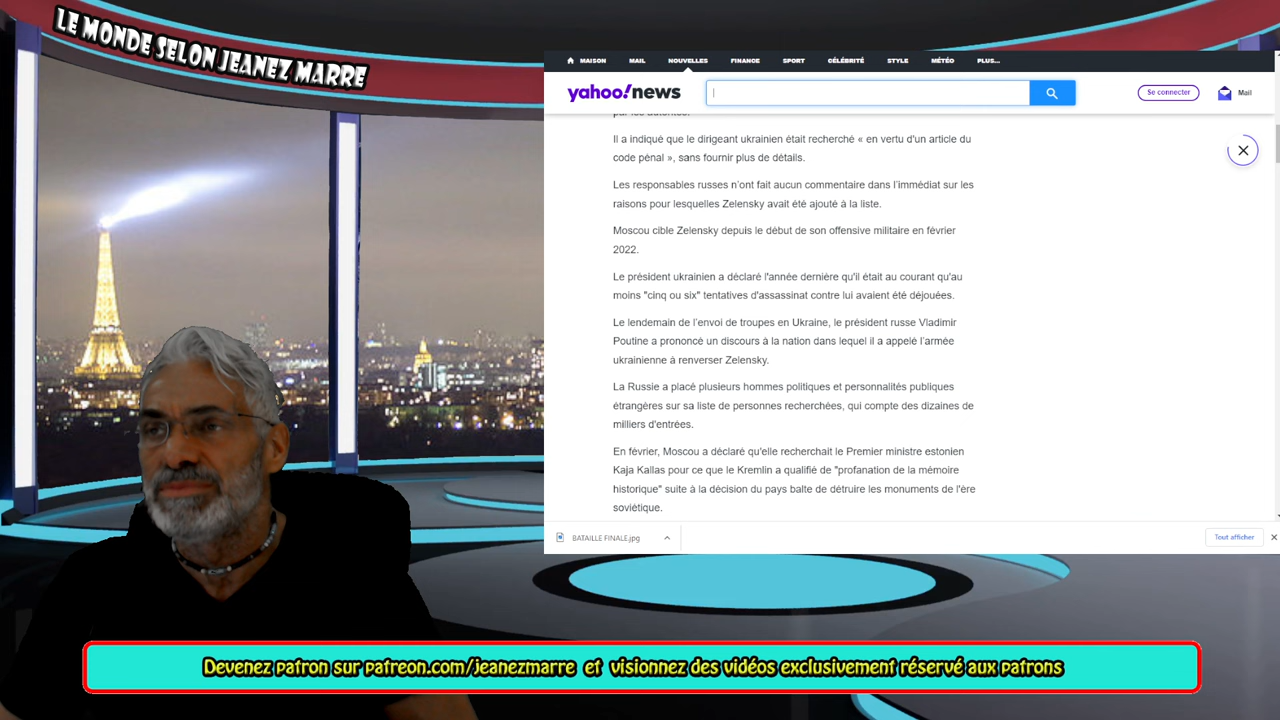 LE MONDE SELON JEANEZ MARRE
MAISON MAIL NOUVELLES FINANCE SPORT CÉLÉBRITÉ STYLE MÉTÉO PLUS...
yahoo!news
Se connecter
Mail
par les autorités.
Il a indiqué que le dirigeant ukrainien était recherché « en vertu d'un article du
code pénal », sans fournir plus de détails.
Les responsables russes n'ont fait aucun commentaire dans l'immédiat sur les
raisons pour lesquelles Zelensky avait été ajouté à la liste.
Moscou cible Zelensky depuis le début de son offensive militaire en février
2022.
Le président ukrainien a déclaré l'année dernière qu'il était au courant qu'au
moins "cinq ou six" tentatives d'assassinat contre lui avaient été déjouées.
Le lendemain de l'envoi de troupes en Ukraine, le président russe Vladimir
Poutine a prononcé un discours à la nation dans lequel il a appelé l'armée
ukrainienne à renverser Zelensky.
La Russie a placé plusieurs hommes politiques et personnalités publiques
étrangères sur sa liste de personnes recherchées, qui compte des dizaines de
milliers d'entrées.
En février, Moscou a déclaré qu'elle recherchait le Premier ministre estonien
Kaja Kallas pour ce que le Kremlin a qualifié de "profanation de la mémoire
historique" suite à la décision du pays balte de détruire les monuments de l'ère
soviétique.
BATAILLE FINALE.jpg
Tout afficher
Devenez patron sur patreon.com/jeanezmarre et visionnez des vidéos exclusivement réservé aux patrons